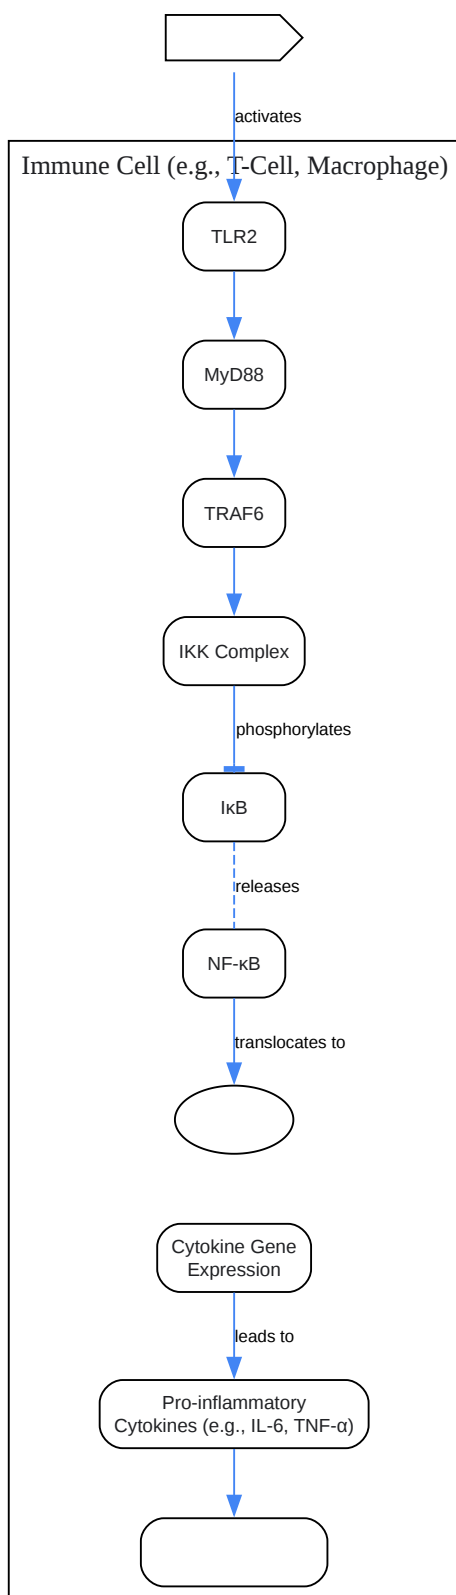 activates
Immune Cell (e.g., T-Cell, Macrophage)
TLR2
MyD88
TRAF6
IKK Complex
phosphorylates
IκB
releases
NF-κB
translocates to
Cytokine Gene
Expression
leads to
Pro-inflammatory
Cytokines (e.g., IL-6, TNF-α)